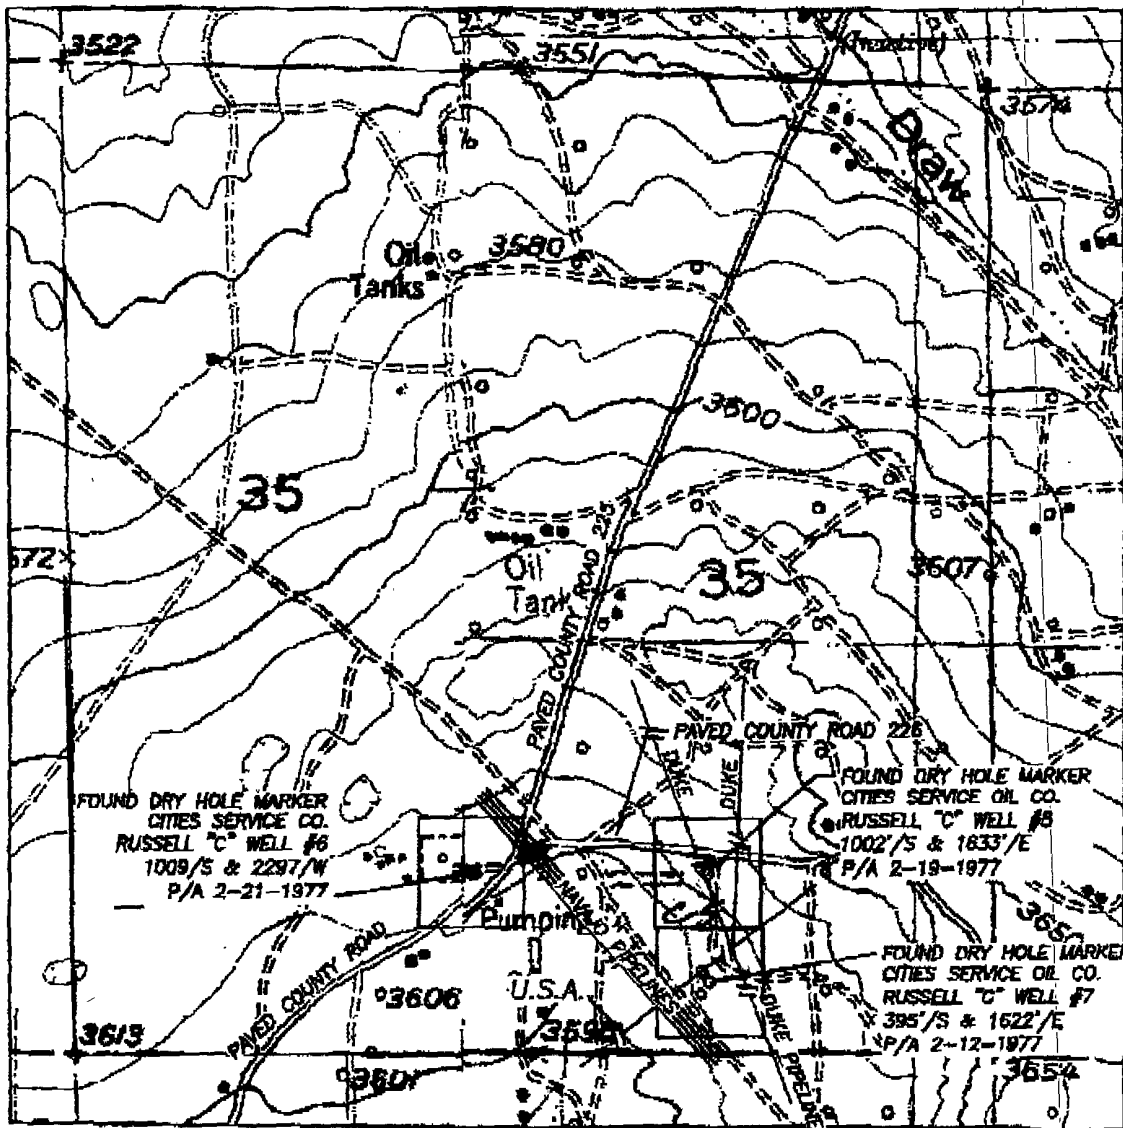 3522
3551
(Inactive)
3574
Draw
Oil
Tanks
3580
3600
35
PAVED COUNTY ROAD 225
572
Oil
Tank
35
3607
PAVED COUNTY ROAD 226
DUKE
DUKE
FOUND DRY HOLE MARKER
CITIES SERVICE CO.
RUSSELL "C" WELL #6
1009/S & 2297/W
P/A 2-21-1977
FOUND DRY HOLE MARKER
CITIES SERVICE OIL CO.
RUSSELL "C" WELL #5
1002'/S & 1633'/E
P/A 2-19-1977
PAVED COUNTY ROAD
PIPELINES
U.S.A.
3606
3613
3601
DUKE PIPELINE
FOUND DRY HOLE MARKER
CITIES SERVICE OIL CO.
RUSSELL "C" WELL #7
395'/S & 1622'/E
P/A 2-12-1977
3654